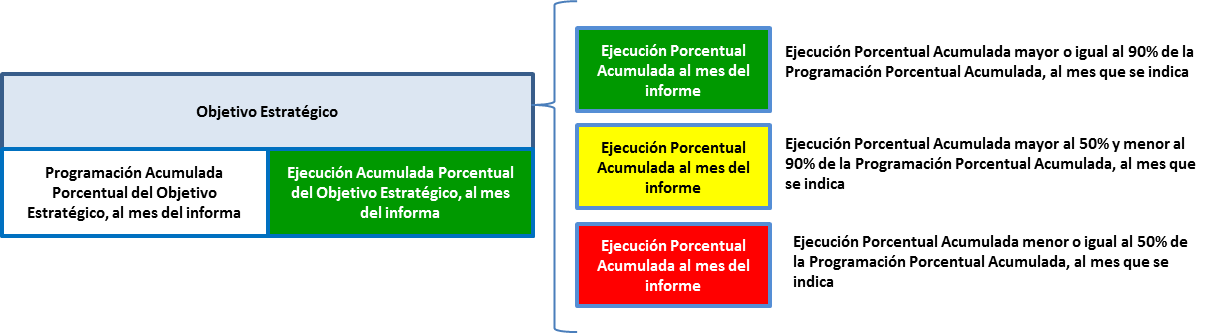 Objetivo Estratégico
Programación Acumulada
Porcentual del Objetivo
Estratégico, al mes del informa
Ejecución Acumulada Porcentual
del Objetivo Estratégico, al mes
del informa
Ejecución Porcentual
Acumulada al mes del
informe
Ejecución Porcentual Acumulada mayor o igual al 90% de la
Programación Porcentual Acumulada, al mes que se indica
Ejecución Porcentual
Acumulada al mes del
informe
Ejecución Porcentual Acumulada mayor al 50% y menor al
90% de la Programación Porcentual Acumulada, al mes que
se indica
Ejecución Porcentual
Acumulada al mes del
informe
Ejecución Porcentual Acumulada menor o igual al 50% de
la Programación Porcentual Acumulada, al mes que se
indica